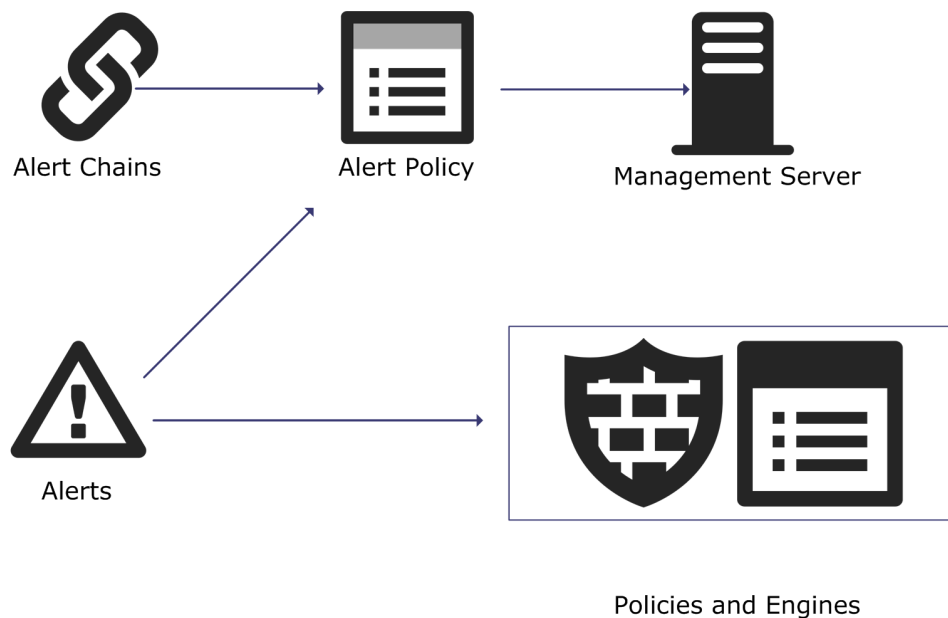 Alert Chains
Alert Policy
Management Server
Alerts
Policies and Engines